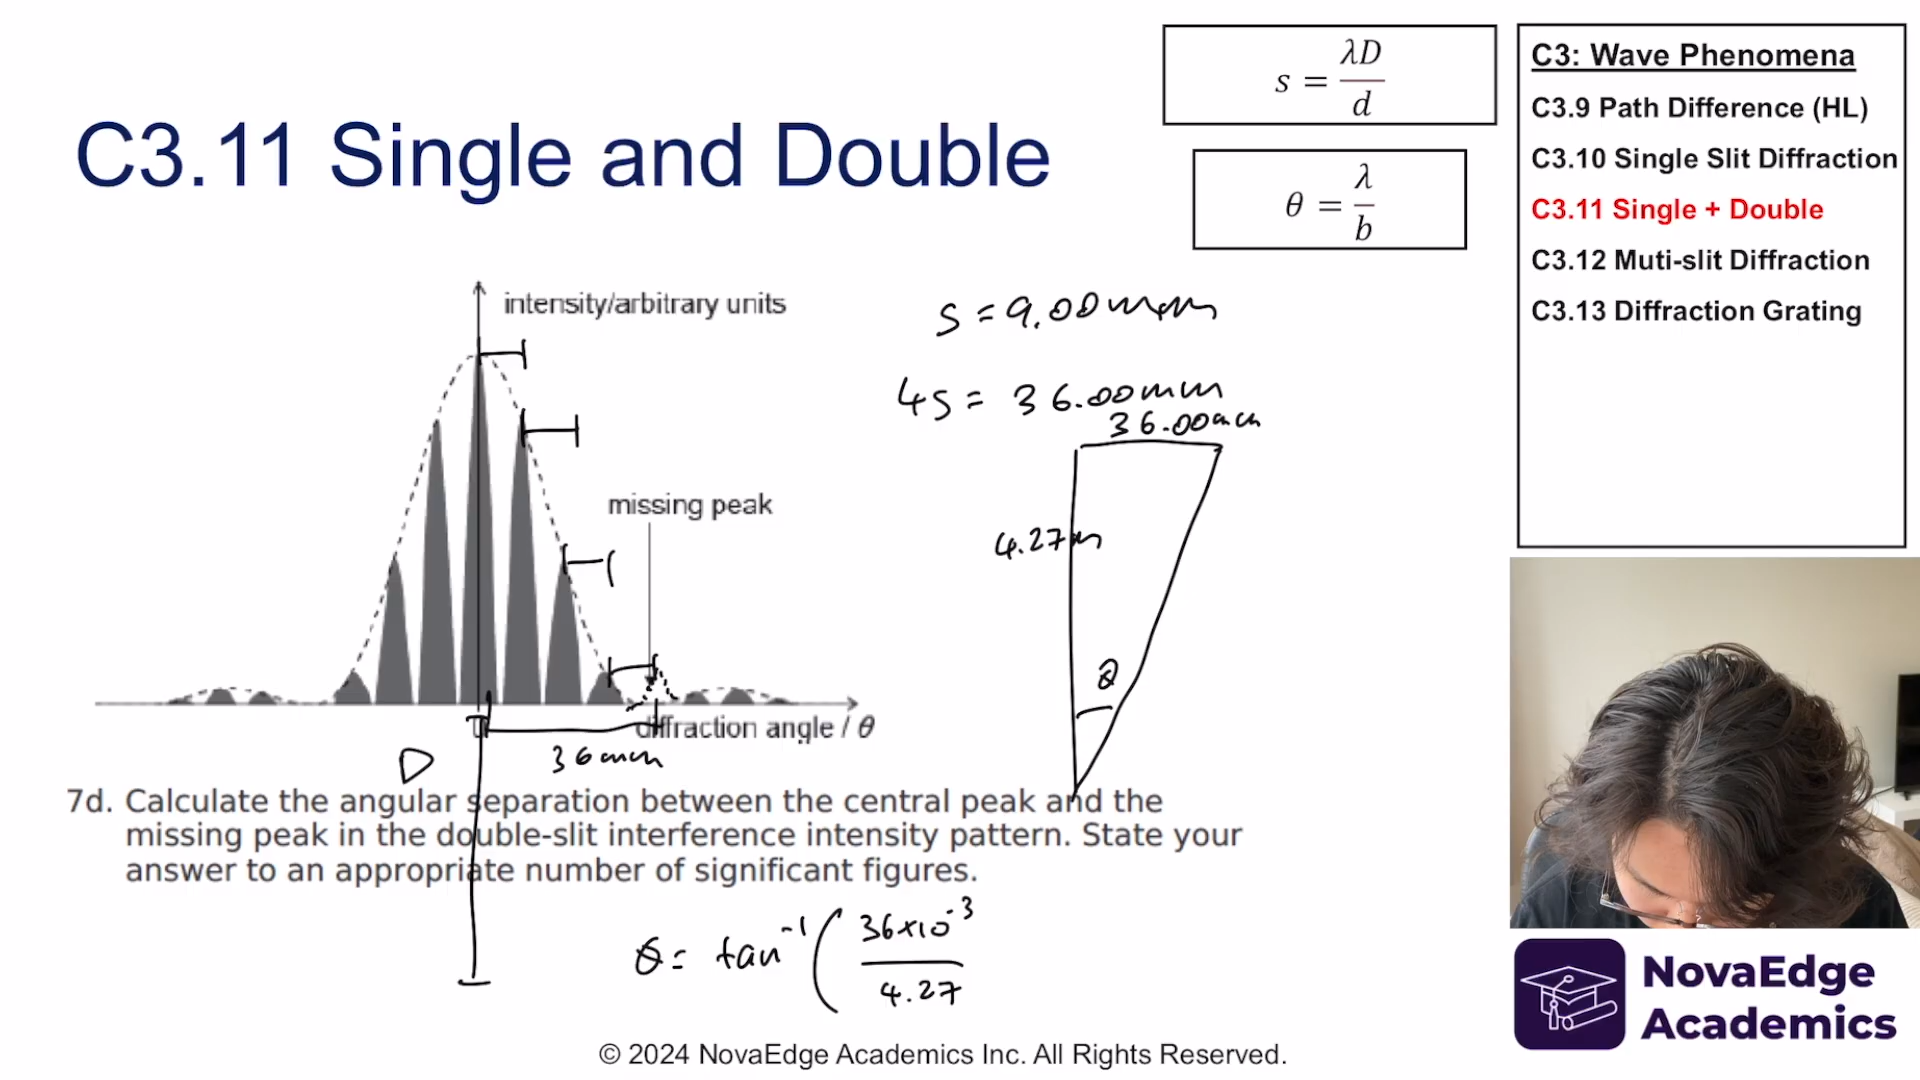 C3.11 Single and Double
s = λD/d
θ = λ/b
C3: Wave Phenomena
C3.9 Path Difference (HL)
C3.10 Single Slit Diffraction
C3.11 Single + Double
C3.12 Muti-slit Diffraction
C3.13 Diffraction Grating
intensity/arbitrary units
missing peak
diffraction angle / θ
D
36mm
s = 9.00mm
4s = 36.00mm
36.00mm
4.27m
θ
7d. Calculate the angular separation between the central peak and the
missing peak in the double-slit interference intensity pattern. State your
answer to an appropriate number of significant figures.
θ = tan⁻¹ ( 36×10⁻³ / 4.27
NovaEdge
Academics
© 2024 NovaEdge Academics Inc. All Rights Reserved.